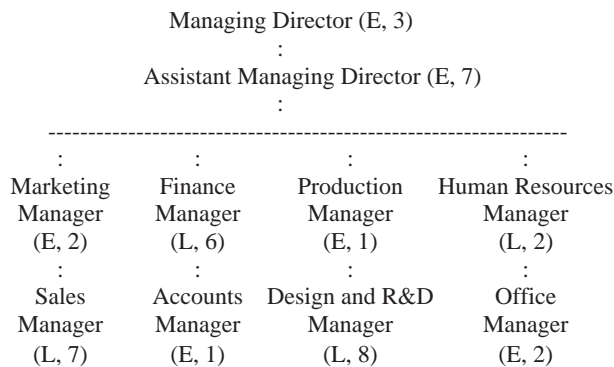 Managing Director (E, 3)
:
Assistant Managing Director (E, 7)
:
-----------------------------------------------------------------
: : : :
Marketing Finance Production Human Resources
Manager Manager Manager Manager
(E, 2) (L, 6) (E, 1) (L, 2)
: : : :
Sales Accounts Design and R&D Office
Manager Manager Manager Manager
(L, 7) (E, 1) (L, 8) (E, 2)